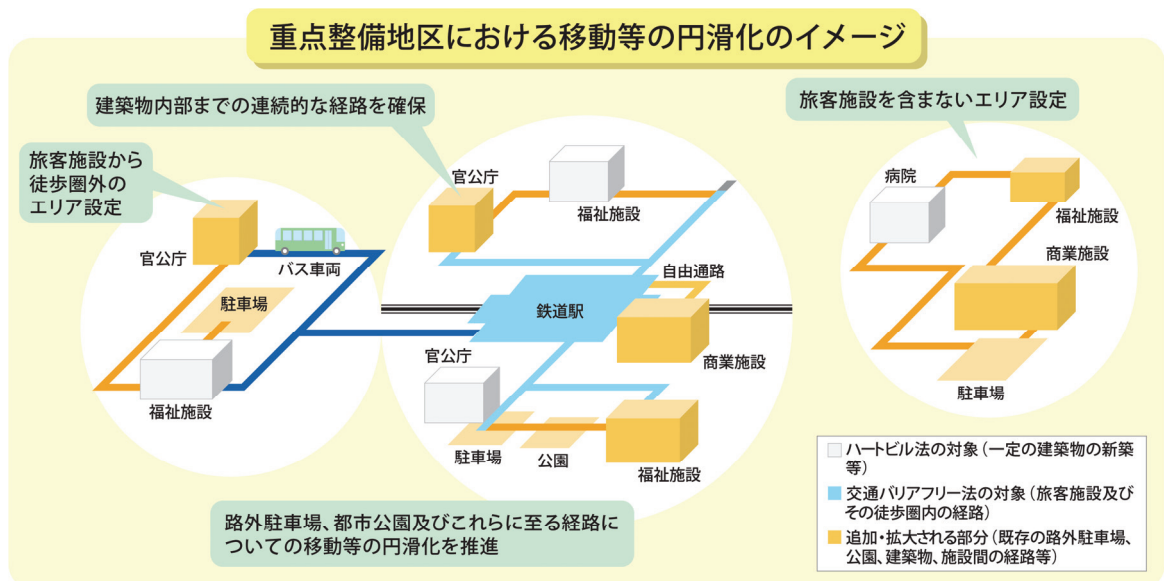 重点整備地区における移動等の円滑化のイメージ
建築物内部までの連続的な経路を確保
旅客施設を含まないエリア設定
旅客施設から
徒歩圏外の
エリア設定
官公庁
バス車両
駐車場
福祉施設
官公庁
福祉施設
自由通路
鉄道駅
商業施設
官公庁
駐車場
公園
福祉施設
病院
福祉施設
商業施設
駐車場
路外駐車場、都市公園及びこれらに至る経路に
ついての移動等の円滑化を推進
ハートビル法の対象（一定の建築物の新築
等）
交通バリアフリー法の対象（旅客施設及び
その徒歩圏内の経路）
追加・拡大される部分（既存の路外駐車場、
公園、建築物、施設間の経路等）